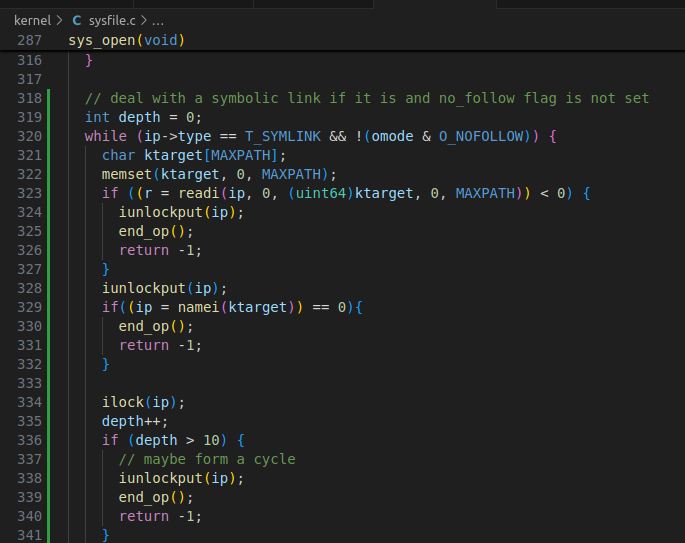 kernel > C sysfile.c > ...
287 sys_open(void)
316 }
317
318 // deal with a symbolic link if it is and no_follow flag is not set
319 int depth = 0;
320 while (ip->type == T_SYMLINK && !(omode & O_NOFOLLOW)) {
321 char ktarget[MAXPATH];
322 memset(ktarget, 0, MAXPATH);
323 if ((r = readi(ip, 0, (uint64)ktarget, 0, MAXPATH)) < 0) {
324 iunlockput(ip);
325 end_op();
326 return -1;
327 }
328 iunlockput(ip);
329 if((ip = namei(ktarget)) == 0){
330 end_op();
331 return -1;
332 }
333
334 ilock(ip);
335 depth++;
336 if (depth > 10) {
337 // maybe form a cycle
338 iunlockput(ip);
339 end_op();
340 return -1;
341 }